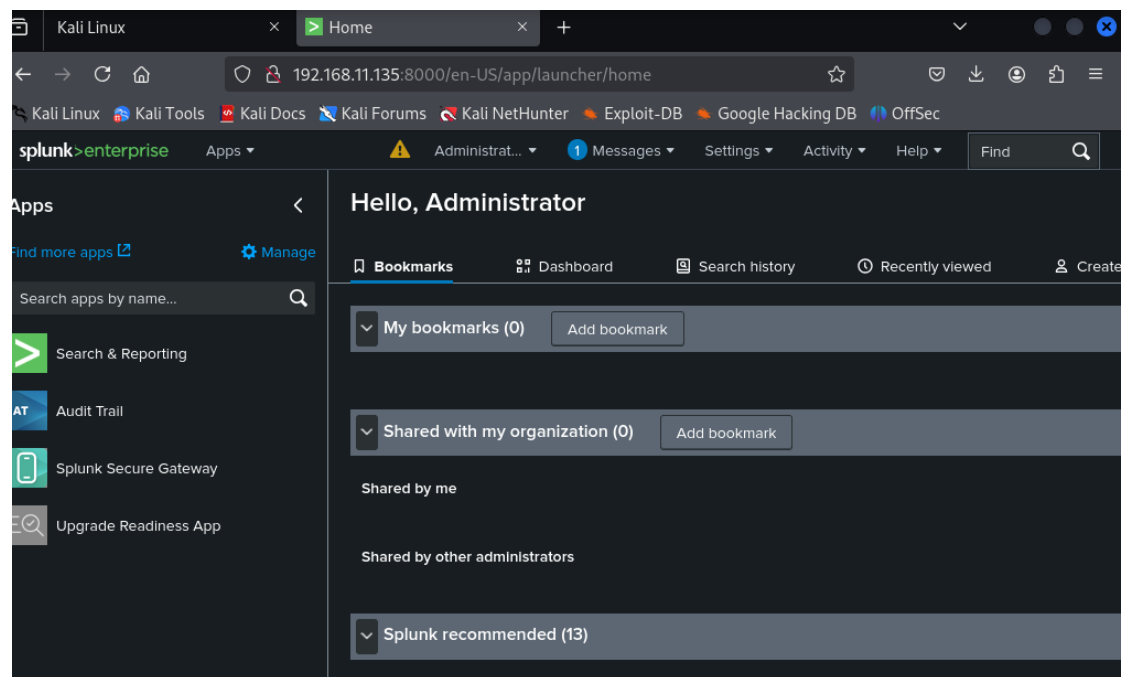 Kali Linux
Home
192.168.11.135:8000/en-US/app/launcher/home
Kali Linux Kali Tools Kali Docs Kali Forums Kali NetHunter Exploit-DB Google Hacking DB OffSec
splunk>enterprise Apps Administrat... 1 Messages Settings Activity Help Find
Apps
Find more apps Manage
Search apps by name...
Search & Reporting
AT Audit Trail
Splunk Secure Gateway
Upgrade Readiness App
Hello, Administrator
Bookmarks Dashboard Search history Recently viewed Create
My bookmarks (0) Add bookmark
Shared with my organization (0) Add bookmark
Shared by me
Shared by other administrators
Splunk recommended (13)